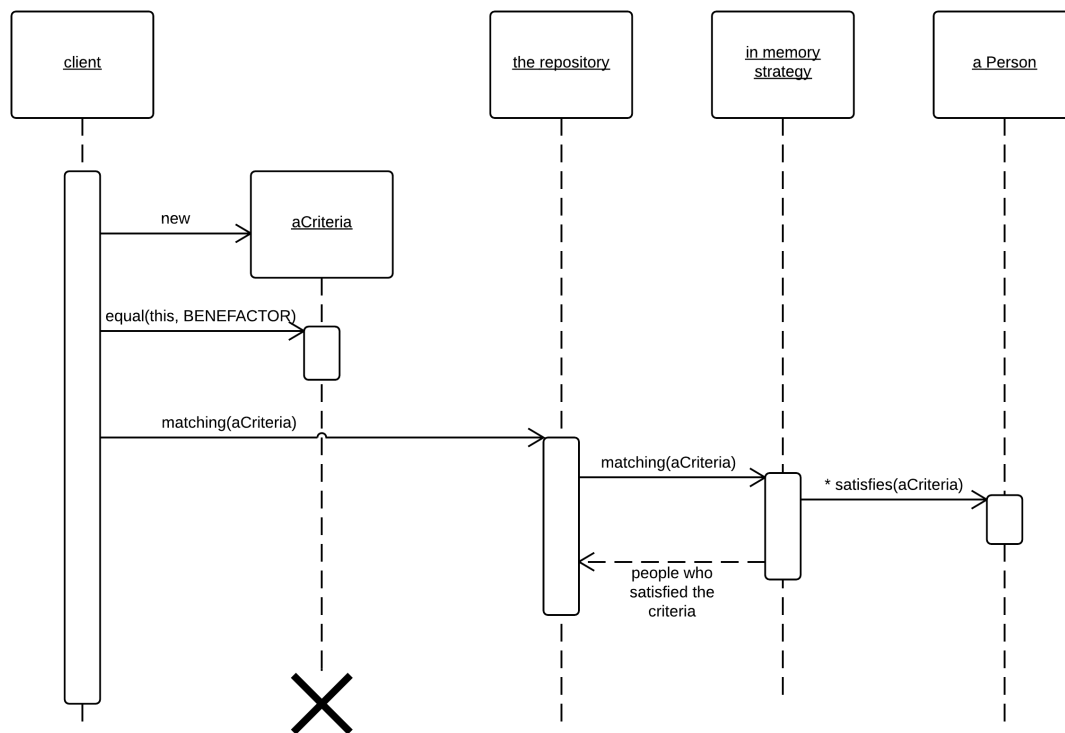 client
the repository
in memory
strategy
a Person
new
aCriteria
equal(this, BENEFACTOR)
matching(aCriteria)
matching(aCriteria)
* satisfies(aCriteria)
people who
satisfied the
criteria